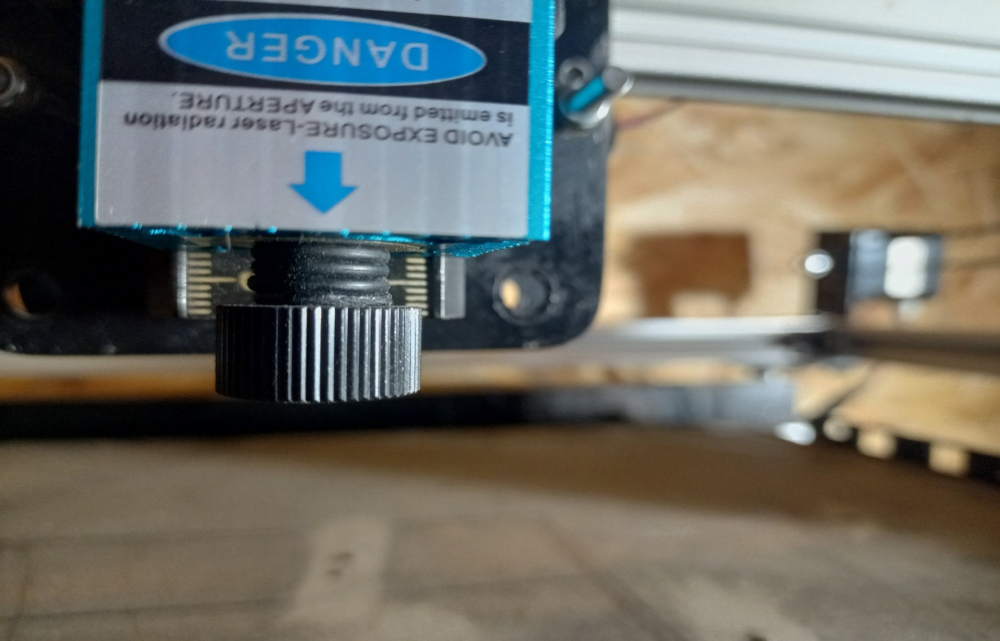 DANGER
AVOID EXPOSURE-Laser radiation
is emitted from the APERTURE.